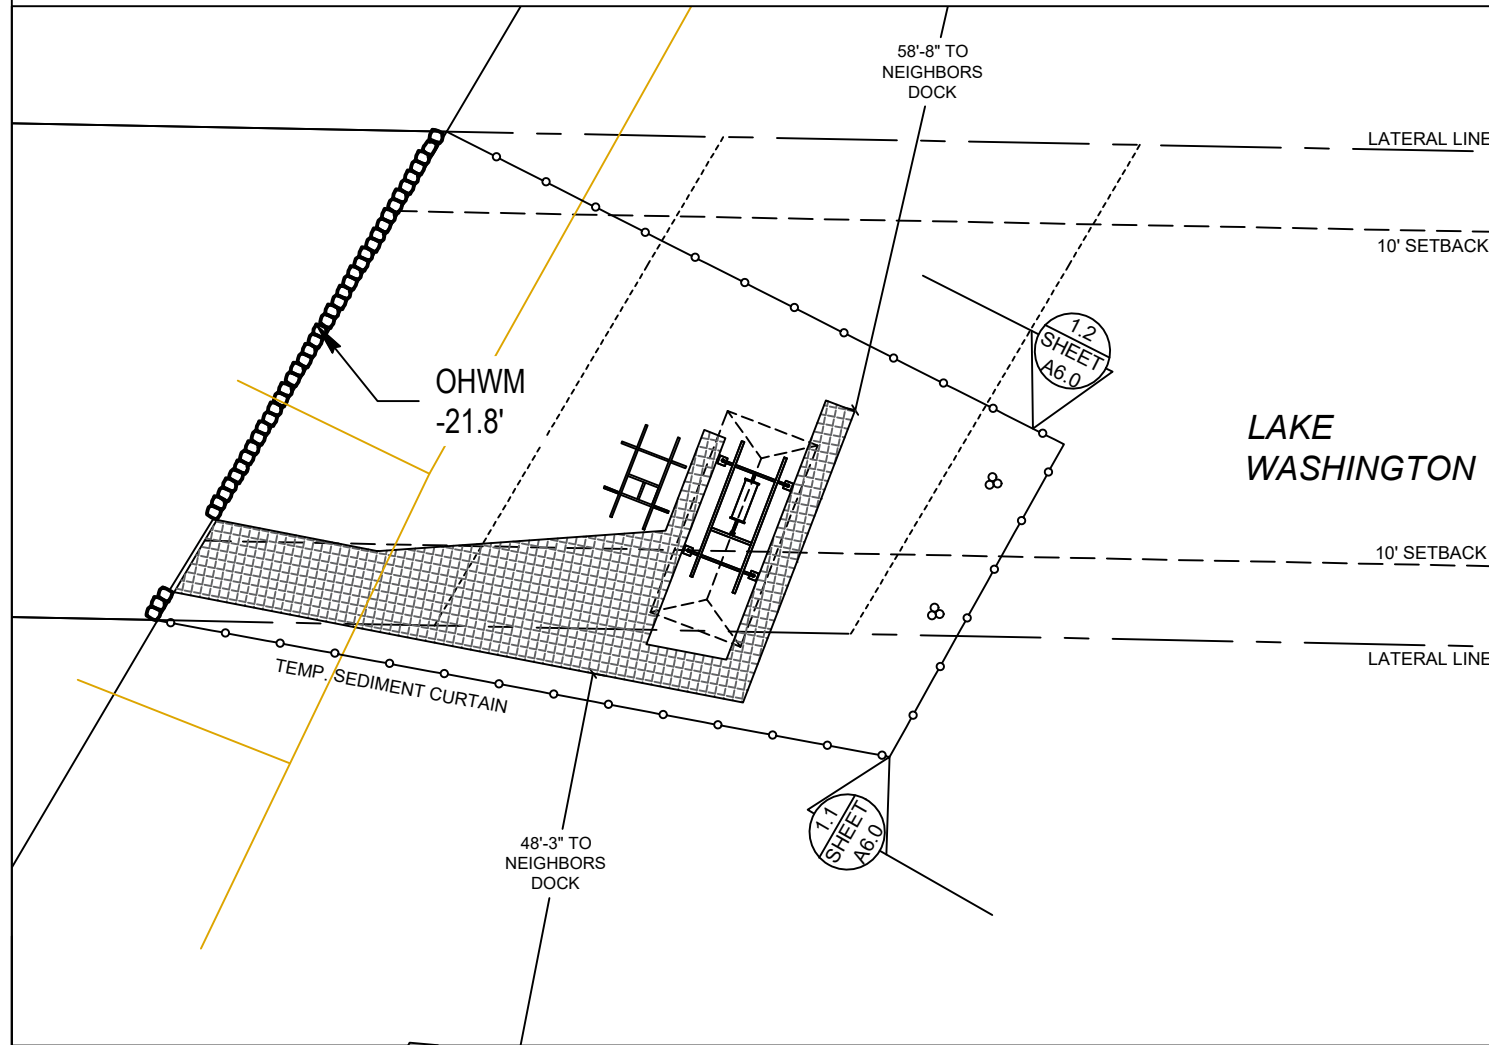 58'-8" TO
NEIGHBORS
DOCK
LATERAL LINE
10' SETBACK
1.2
SHEET
A6.0
OHWM
-21.8'
LAKE
WASHINGTON
10' SETBACK
LATERAL LINE
TEMP. SEDIMENT CURTAIN
1.1
SHEET
A6.0
48'-3" TO
NEIGHBORS
DOCK